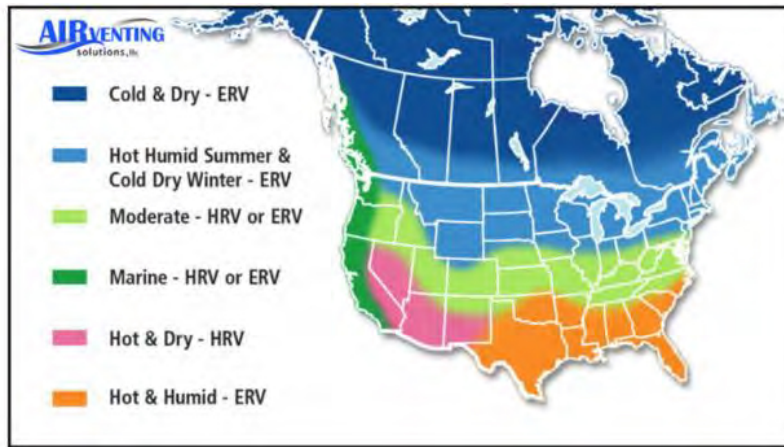 AIRVENTING
solutions,llc
Cold & Dry - ERV
Hot Humid Summer &
Cold Dry Winter - ERV
Moderate - HRV or ERV
Marine - HRV or ERV
Hot & Dry - HRV
Hot & Humid - ERV